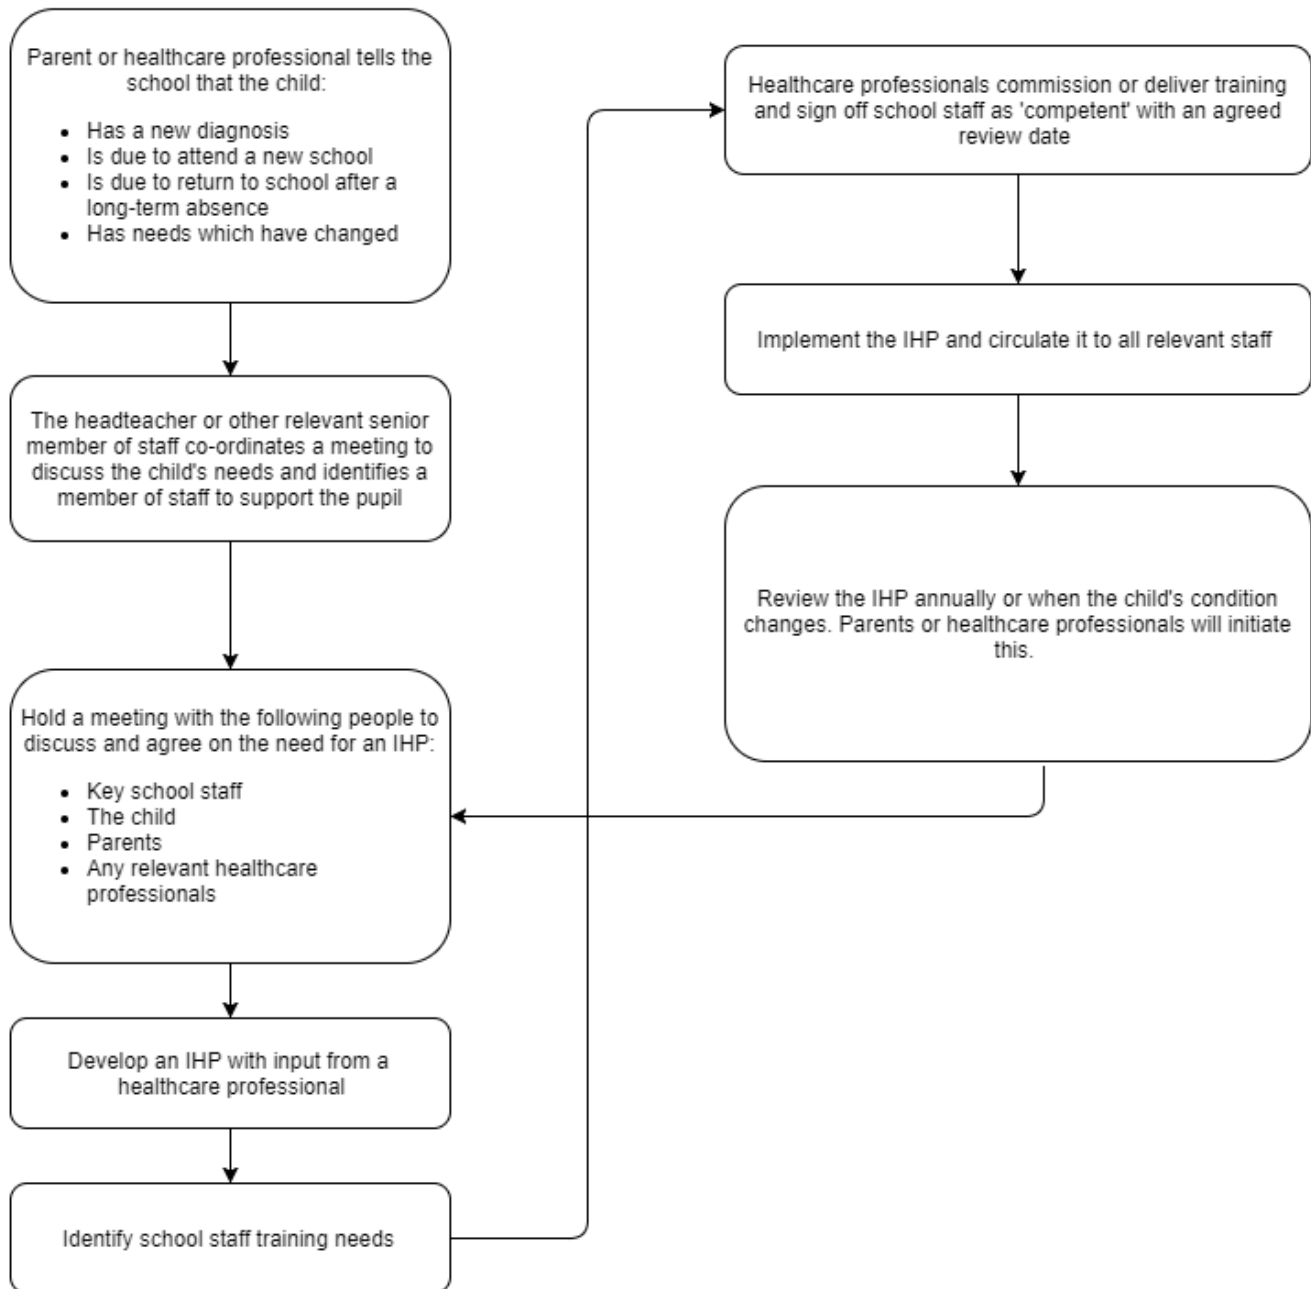 Parent or healthcare professional tells the
school that the child:
• Has a new diagnosis
• Is due to attend a new school
• Is due to return to school after a
long-term absence
• Has needs which have changed
The headteacher or other relevant senior
member of staff co-ordinates a meeting to
discuss the child's needs and identifies a
member of staff to support the pupil
Hold a meeting with the following people to
discuss and agree on the need for an IHP:
• Key school staff
• The child
• Parents
• Any relevant healthcare
professionals
Develop an IHP with input from a
healthcare professional
Identify school staff training needs
Healthcare professionals commission or deliver training
and sign off school staff as 'competent' with an agreed
review date
Implement the IHP and circulate it to all relevant staff
Review the IHP annually or when the child's condition
changes. Parents or healthcare professionals will initiate
this.